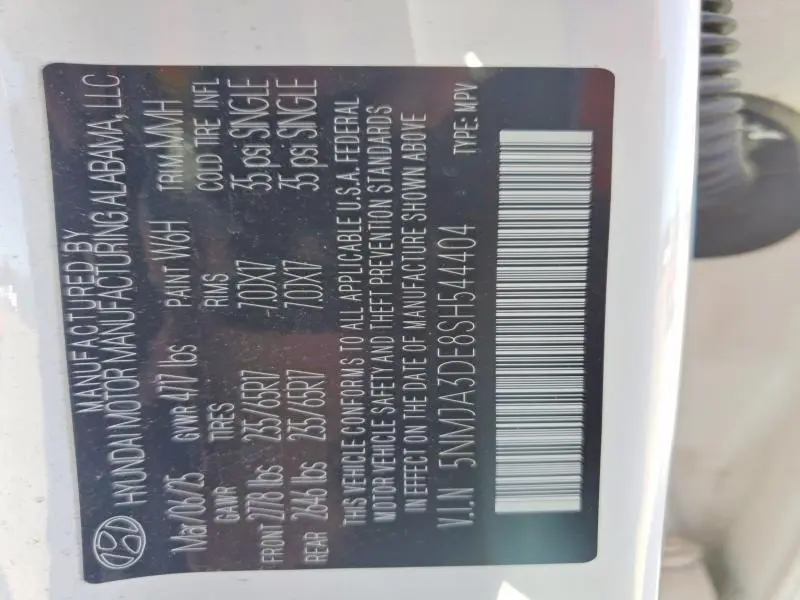 MANUFACTURED BY
HYUNDAI MOTOR MANUFACTURING ALABAMA, LLC
Mar/06/25 GVWR 4717 lbs PAINT W6H TRIM MMH
GAWR TIRES RIMS COLD TIRE INFL
FRONT 2778 lbs 235/65R17 7.0JX17 35 psi SINGLE
REAR 2646 lbs 235/65R17 7.0JX17 35 psi SINGLE
THIS VEHICLE CONFORMS TO ALL APPLICABLE U.S.A. FEDERAL
MOTOR VEHICLE SAFETY AND THEFT PREVENTION STANDARDS
IN EFFECT ON THE DATE OF MANUFACTURE SHOWN ABOVE
V.I.N 5NMJA3DE8SH544404 TYPE: MPV